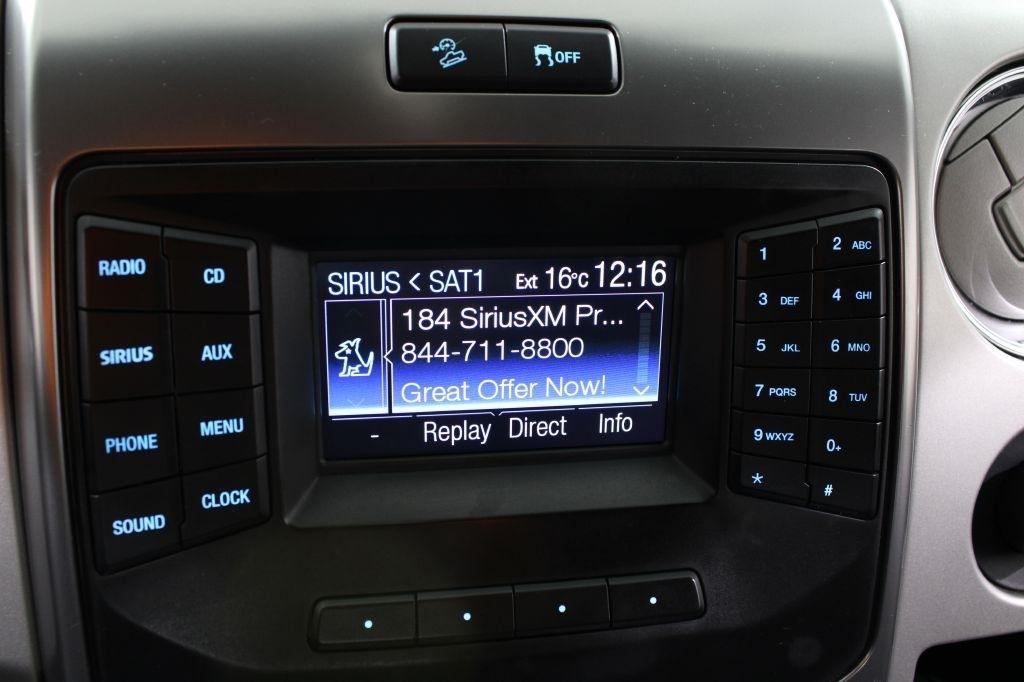 OFF
RADIO
CD
SIRIUS
AUX
PHONE
MENU
SOUND
CLOCK
SIRIUS < SAT1 Ext 16°C 12:16
184 SiriusXM Pr...
844-711-8800
Great Offer Now!
- Replay Direct Info
1
2 ABC
3 DEF
4 GHI
5 JKL
6 MNO
7 PQRS
8 TUV
9 WXYZ
0+
*
#